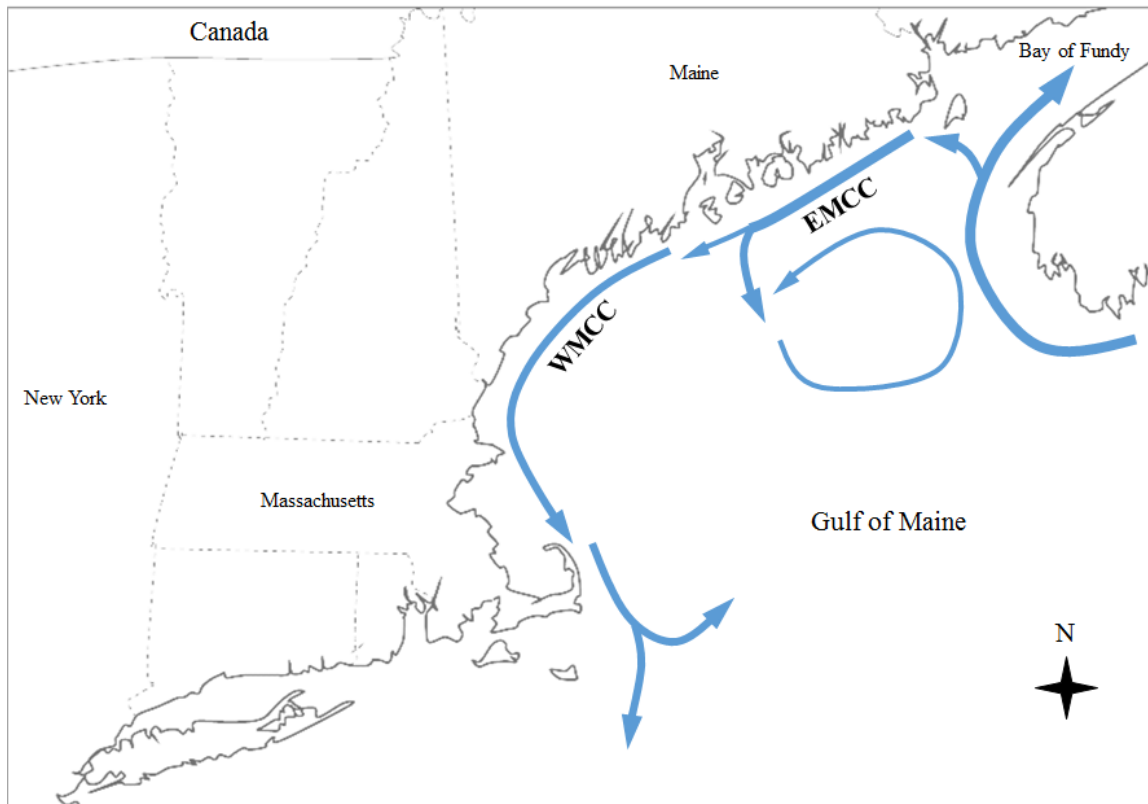 Canada
Bay of Fundy
Maine
EMCC
WMCC
New York
Massachusetts
Gulf of Maine
N